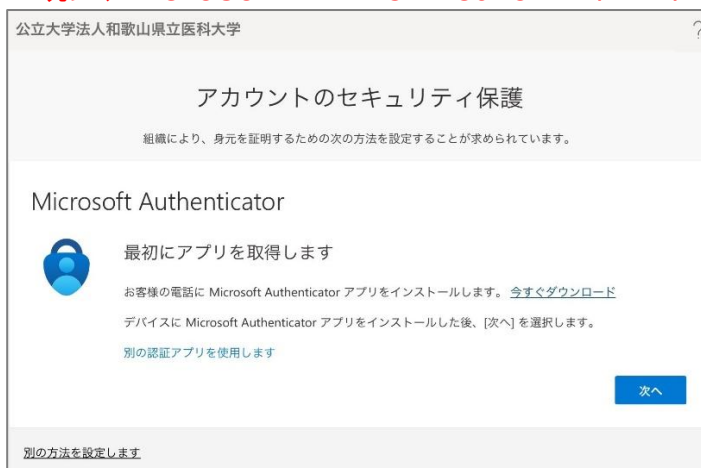 公立大学法人和歌山県立医科大学
?
アカウントのセキュリティ保護
組織により、身元を証明するための次の方法を設定することが求められています。
Microsoft Authenticator
最初にアプリを取得します
お客様の電話に Microsoft Authenticator アプリをインストールします。 今すぐダウンロード
デバイスに Microsoft Authenticator アプリをインストールした後、[次へ] を選択します。
別の認証アプリを使用します
次へ
別の方法を設定します